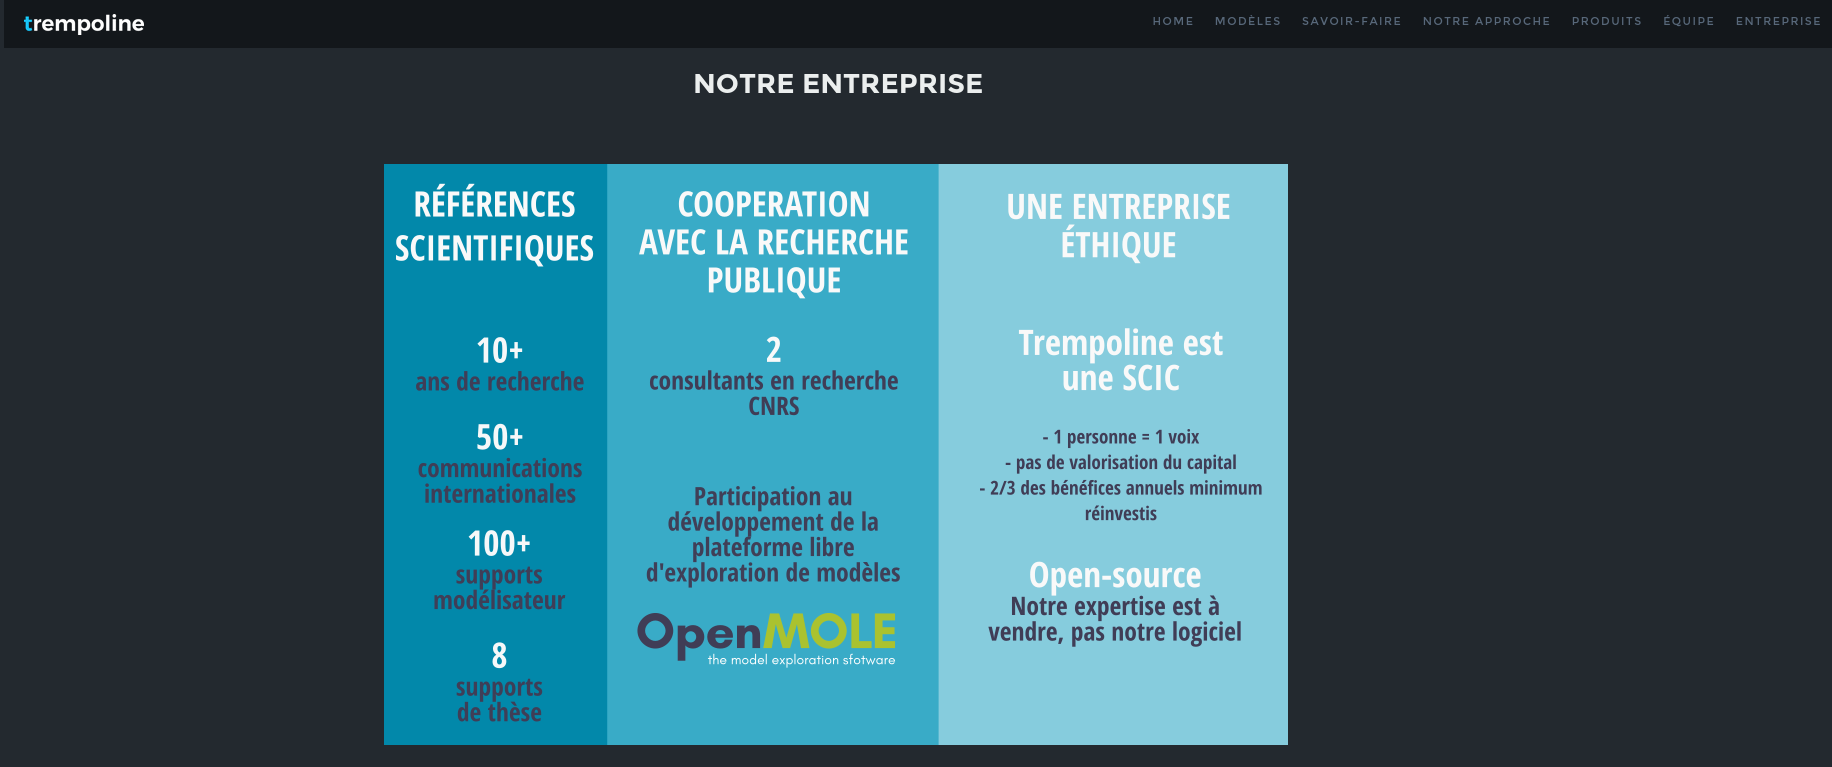 trempoline
HOME MODÈLES SAVOIR-FAIRE NOTRE APPROCHE PRODUITS ÉQUIPE ENTREPRISE
NOTRE ENTREPRISE
RÉFÉRENCES
SCIENTIFIQUES
10+
ans de recherche
50+
communications
internationales
100+
supports
modélisateur
8
supports
de thèse
COOPERATION
AVEC LA RECHERCHE
PUBLIQUE
2
consultants en recherche
CNRS
Participation au
développement de la
plateforme libre
d'exploration de modèles
OpenMOLE
the model exploration sfotware
UNE ENTREPRISE
ÉTHIQUE
Trempoline est
une SCIC
- 1 personne = 1 voix
- pas de valorisation du capital
- 2/3 des bénéfices annuels minimum
réinvestis
Open-source
Notre expertise est à
vendre, pas notre logiciel